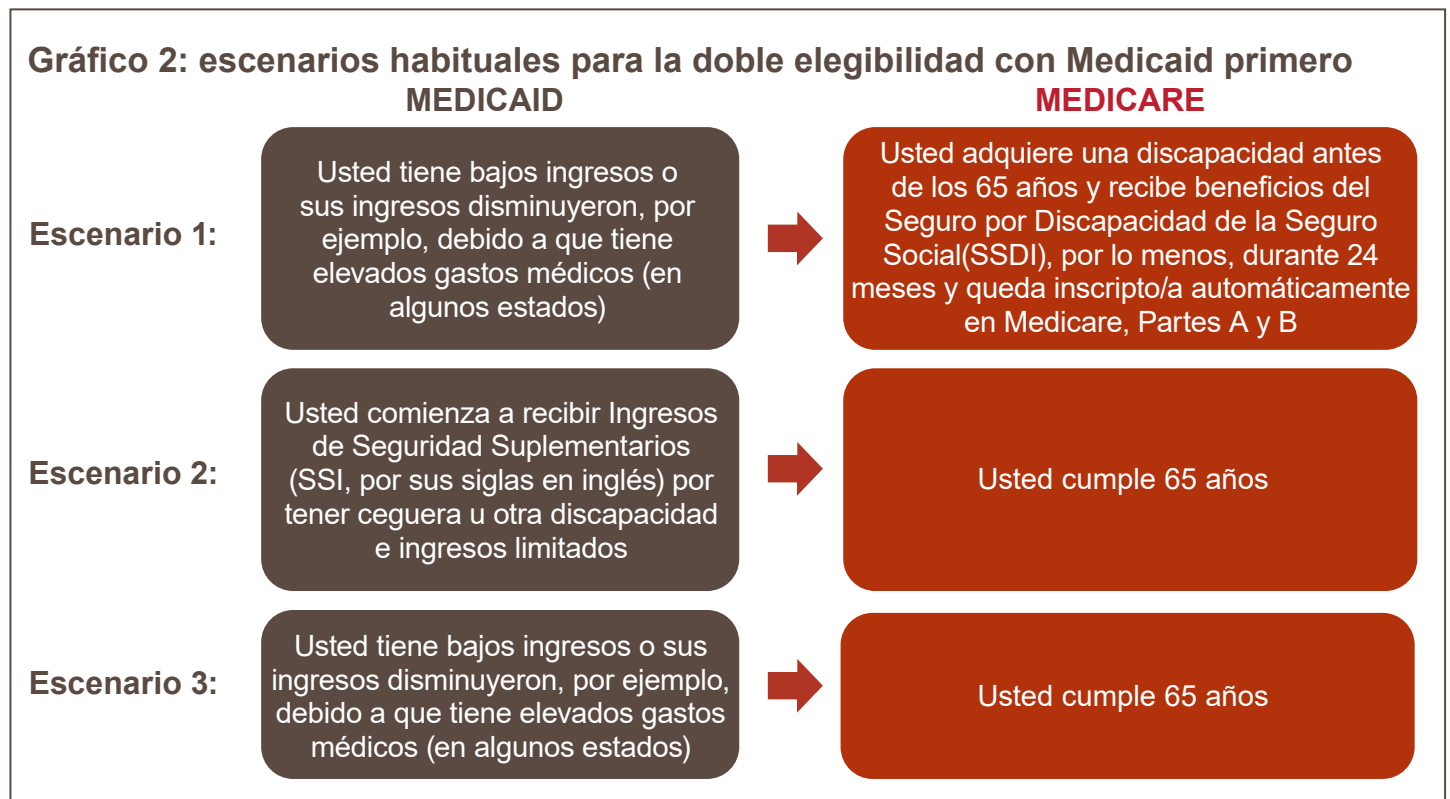 Gráfico 2: escenarios habituales para la doble elegibilidad con Medicaid primero
MEDICAID
MEDICARE
Escenario 1:
Usted tiene bajos ingresos o
sus ingresos disminuyeron, por
ejemplo, debido a que tiene
elevados gastos médicos (en
algunos estados)
Usted adquiere una discapacidad antes
de los 65 años y recibe beneficios del
Seguro por Discapacidad de la Seguro
Social(SSDI), por lo menos, durante 24
meses y queda inscripto/a automáticamente
en Medicare, Partes A y B
Escenario 2:
Usted comienza a recibir Ingresos
de Seguridad Suplementarios
(SSI, por sus siglas en inglés) por
tener ceguera u otra discapacidad
e ingresos limitados
Usted cumple 65 años
Escenario 3:
Usted tiene bajos ingresos o sus
ingresos disminuyeron, por ejemplo,
debido a que tiene elevados gastos
médicos (en algunos estados)
Usted cumple 65 años